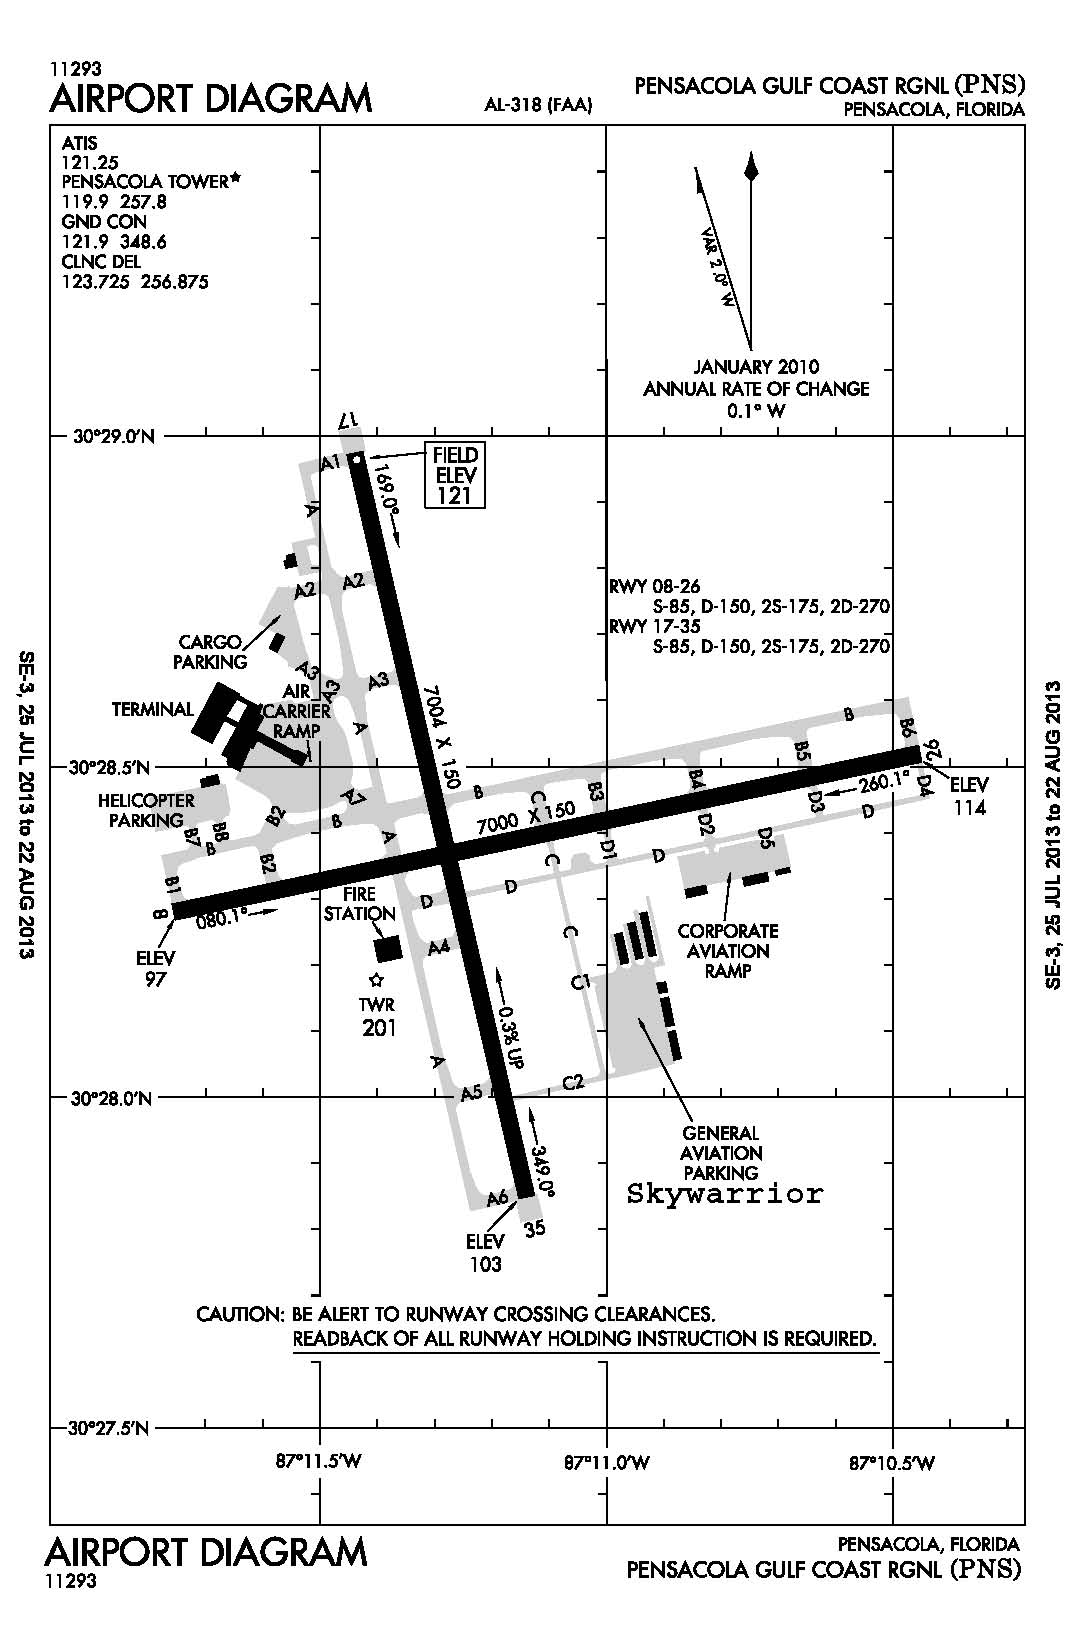 11293
AIRPORT DIAGRAM
AL-318 (FAA)
PENSACOLA GULF COAST RGNL (PNS)
PENSACOLA, FLORIDA
ATIS
121.25
PENSACOLA TOWER★
119.9 257.8
GND CON
121.9 348.6
CLNC DEL
123.725 256.875
VAR 2.0° W
JANUARY 2010
ANNUAL RATE OF CHANGE
0.1° W
30°29.0'N
17
A1
169.0°
FIELD
ELEV
121
A
A2
A2
RWY 08-26
S-85, D-150, 2S-175, 2D-270
RWY 17-35
S-85, D-150, 2S-175, 2D-270
CARGO
PARKING
A3
A3
A3
TERMINAL
AIR
CARRIER
RAMP
A
7004 X 150
B
B6
26
B5
30°28.5'N
HELICOPTER
PARKING
B7
B8
B
B2
B2
A7
B
A
B
C
B3
B4
7000 X 150
260.1°
D3
D4
D
ELEV
114
D2
D5
D1
D
C
D
D
B1
8
080.1°
ELEV
97
FIRE
STATION
A4
TWR
201
C
C1
CORPORATE
AVIATION
RAMP
0.3% UP
A
A5
C2
30°28.0'N
349.0°
A6
35
ELEV
103
GENERAL
AVIATION
PARKING
Skywarrior
CAUTION: BE ALERT TO RUNWAY CROSSING CLEARANCES.
READBACK OF ALL RUNWAY HOLDING INSTRUCTION IS REQUIRED.
30°27.5'N
87°11.5'W
87°11.0'W
87°10.5'W
SE-3, 25 JUL 2013 to 22 AUG 2013
SE-3, 25 JUL 2013 to 22 AUG 2013
AIRPORT DIAGRAM
11293
PENSACOLA, FLORIDA
PENSACOLA GULF COAST RGNL (PNS)